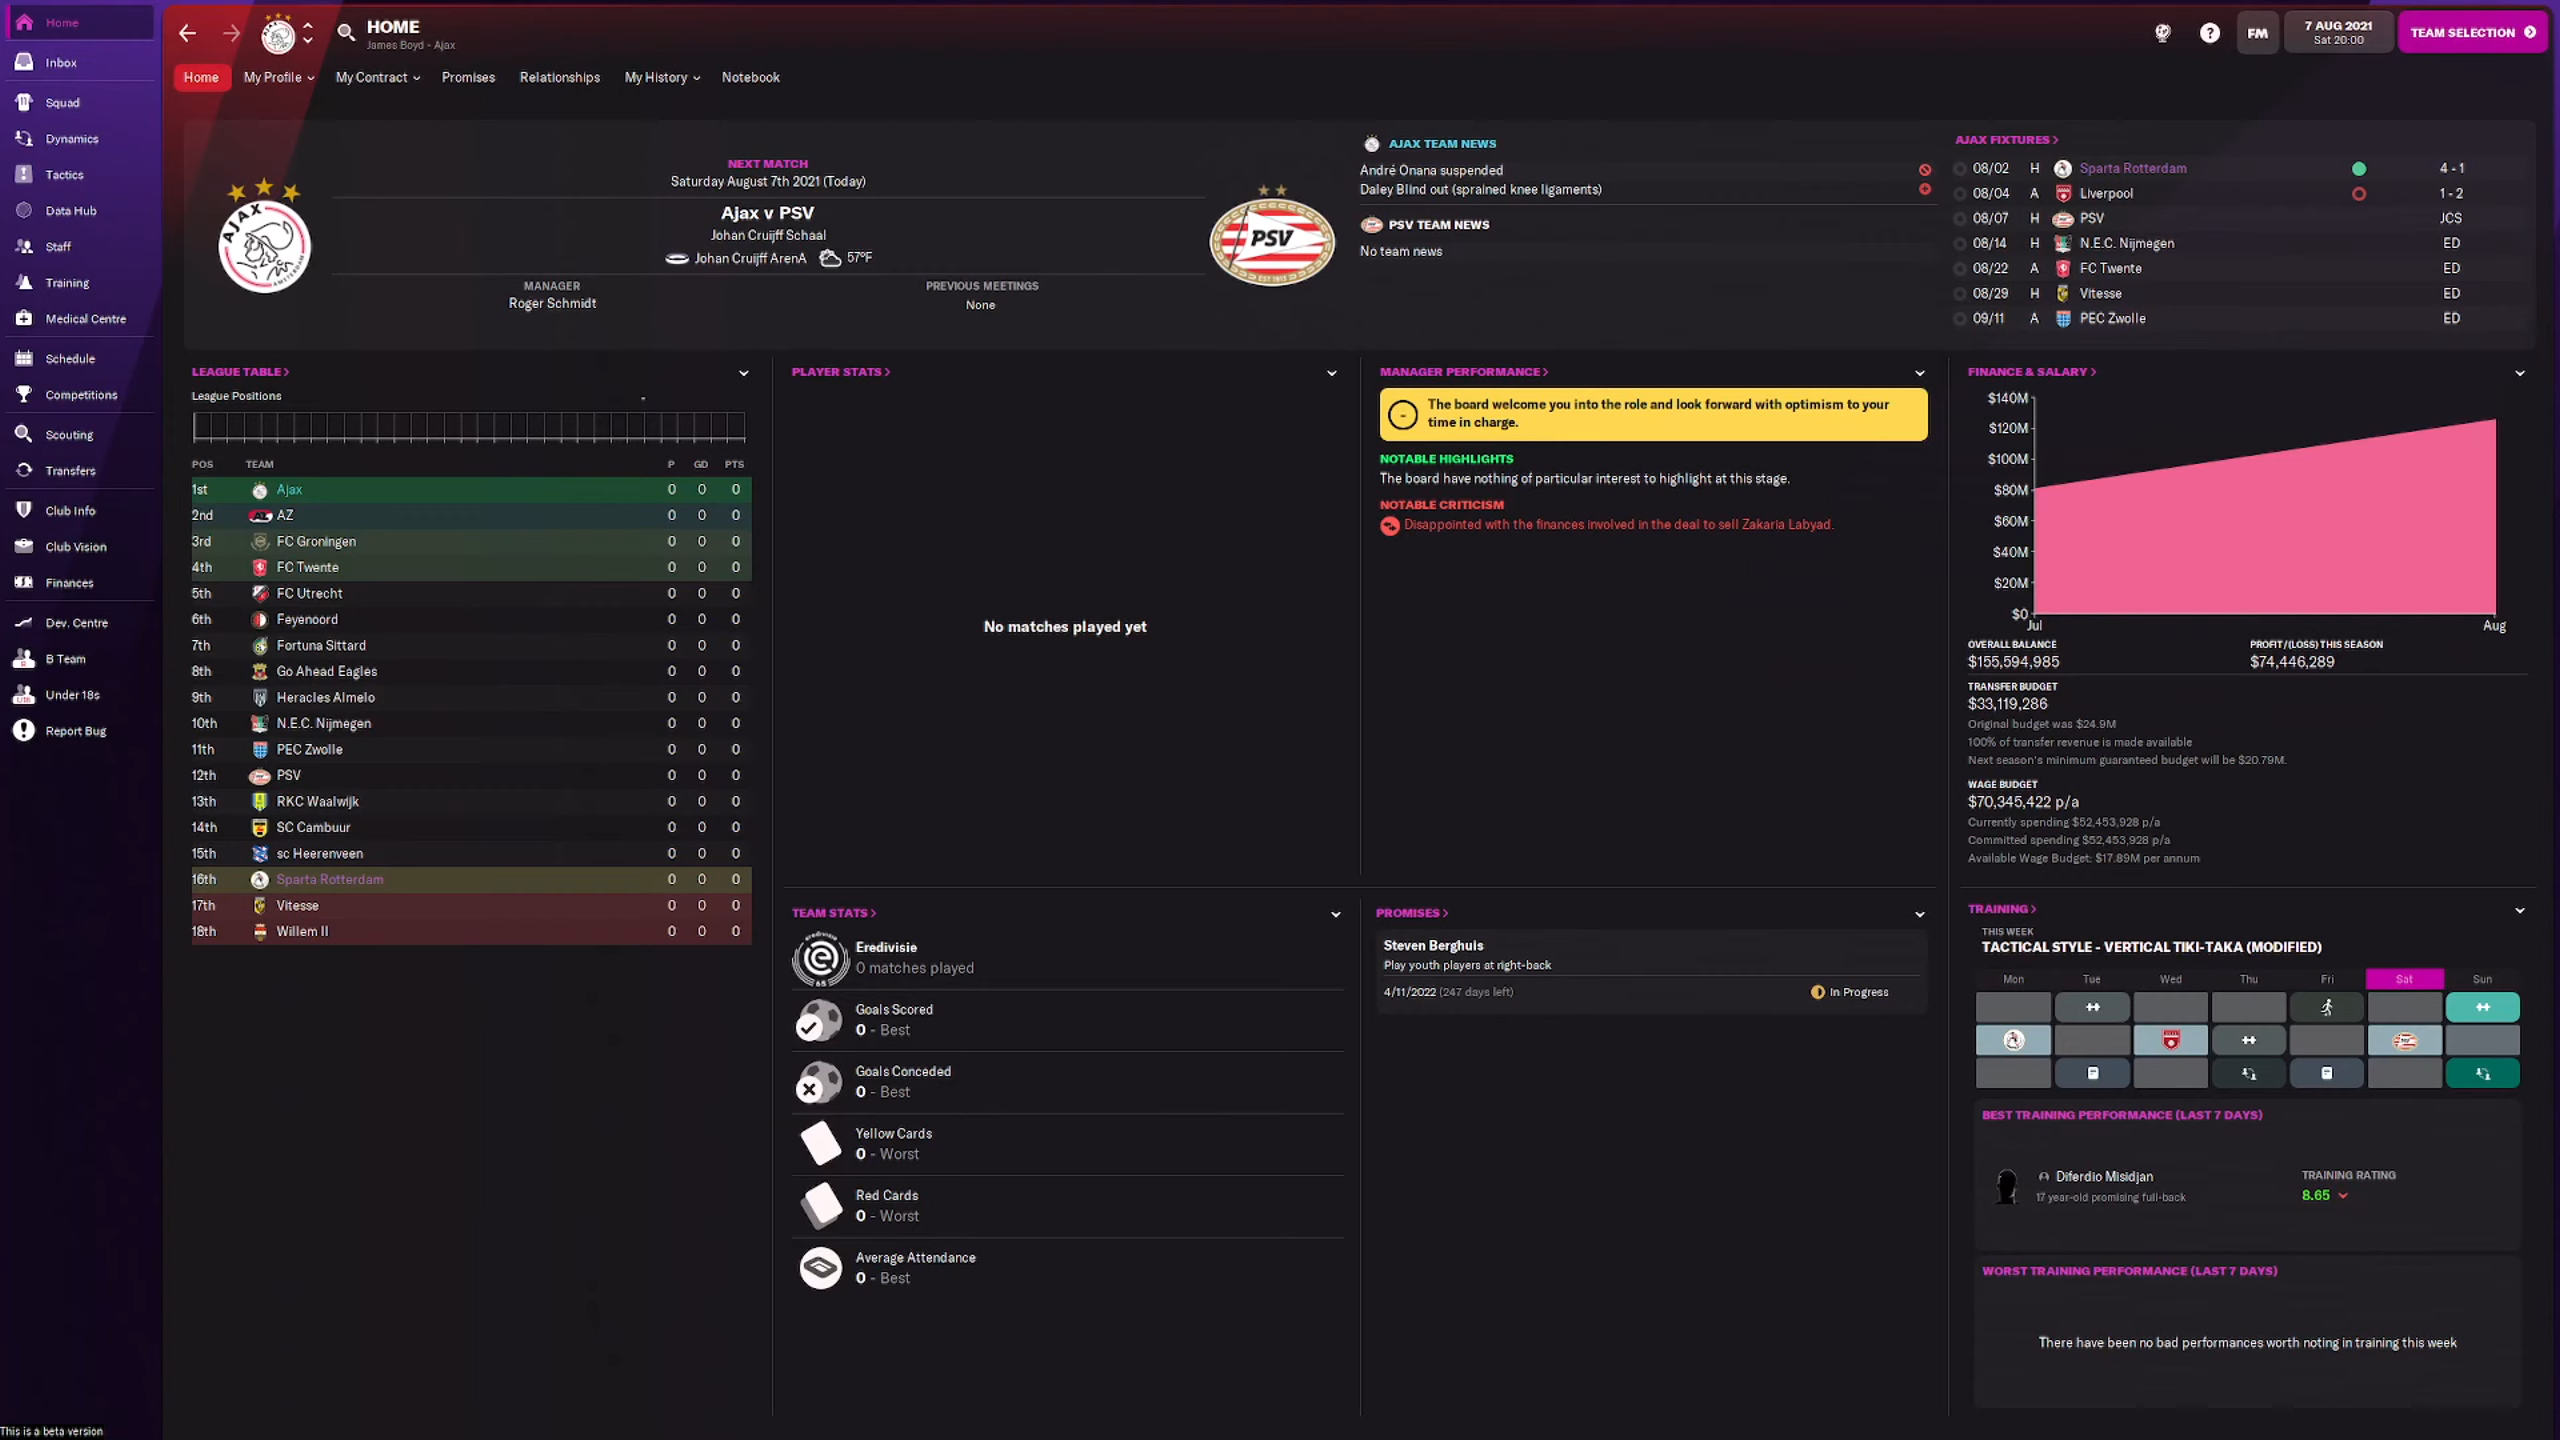 Home
Inbox
Squad
Dynamics
Tactics
Data Hub
Staff
Training
Medical Centre
Schedule
Competitions
Scouting
Transfers
Club Info
Club Vision
Finances
Dev. Centre
B Team
Under 18s
Report Bug
This is a beta version
HOME
James Boyd - Ajax
FM
7 AUG 2021
Sat 20:00
TEAM SELECTION
Home My Profile My Contract Promises Relationships My History Notebook
NEXT MATCH
Saturday August 7th 2021 (Today)
Ajax v PSV
Johan Cruijff Schaal
Johan Cruijff ArenA 57°F
MANAGER
Roger Schmidt
PREVIOUS MEETINGS
None
AJAX
PSV
AJAX TEAM NEWS
André Onana suspended
Daley Blind out (sprained knee ligaments)
PSV TEAM NEWS
No team news
AJAX FIXTURES >
08/02 H Sparta Rotterdam 4 - 1
08/04 A Liverpool 1 - 2
08/07 H PSV JCS
08/14 H N.E.C. Nijmegen ED
08/22 A FC Twente ED
08/29 H Vitesse ED
09/11 A PEC Zwolle ED
LEAGUE TABLE >
League Positions -
POS TEAM P GD PTS
1st Ajax 0 0 0
2nd AZ 0 0 0
3rd FC Groningen 0 0 0
4th FC Twente 0 0 0
5th FC Utrecht 0 0 0
6th Feyenoord 0 0 0
7th Fortuna Sittard 0 0 0
8th Go Ahead Eagles 0 0 0
9th Heracles Almelo 0 0 0
10th N.E.C. Nijmegen 0 0 0
11th PEC Zwolle 0 0 0
12th PSV 0 0 0
13th RKC Waalwijk 0 0 0
14th SC Cambuur 0 0 0
15th sc Heerenveen 0 0 0
16th Sparta Rotterdam 0 0 0
17th Vitesse 0 0 0
18th Willem II 0 0 0
PLAYER STATS >
No matches played yet
TEAM STATS >
Eredivisie
0 matches played
Goals Scored
0 - Best
Goals Conceded
0 - Best
Yellow Cards
0 - Worst
Red Cards
0 - Worst
Average Attendance
0 - Best
MANAGER PERFORMANCE >
The board welcome you into the role and look forward with optimism to your
time in charge.
NOTABLE HIGHLIGHTS
The board have nothing of particular interest to highlight at this stage.
NOTABLE CRITICISM
Disappointed with the finances involved in the deal to sell Zakaria Labyad.
PROMISES >
Steven Berghuis
Play youth players at right-back
4/11/2022 (247 days left) In Progress
FINANCE & SALARY >
$140M
$120M
$100M
$80M
$60M
$40M
$20M
$0
Jul Aug
OVERALL BALANCE
$155,594,985
PROFIT/(LOSS) THIS SEASON
$74,446,289
TRANSFER BUDGET
$33,119,286
Original budget was $24.9M
100% of transfer revenue is made available
Next season's minimum guaranteed budget will be $20.79M.
WAGE BUDGET
$70,345,422 p/a
Currently spending $52,453,928 p/a
Committed spending $52,453,928 p/a
Available Wage Budget: $17.89M per annum
TRAINING >
THIS WEEK
TACTICAL STYLE - VERTICAL TIKI-TAKA (MODIFIED)
Mon Tue Wed Thu Fri Sat Sun
BEST TRAINING PERFORMANCE (LAST 7 DAYS)
Diferdio Misidjan
17 year-old promising full-back
TRAINING RATING
8.65
WORST TRAINING PERFORMANCE (LAST 7 DAYS)
There have been no bad performances worth noting in training this week